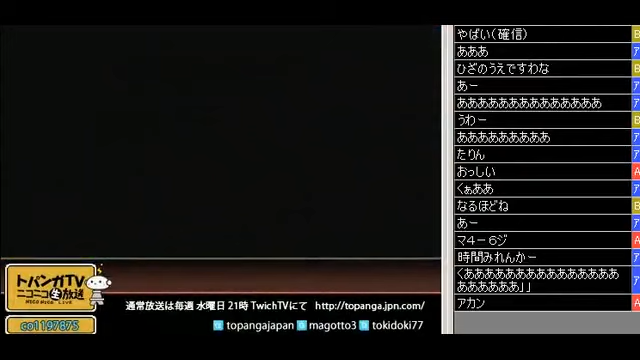 やばい(確信)
あああ
ひざのうえですわな
あー
ああああああああああああああ
うわー
あああああああああ
たりん
おっしい
くぁああ
なるほどね
あー
マ4－6ジ
時間みれんかー
くああああああああああああああああ
ああああああ」」
アカン
トパンガTV
ニコニコ生放送
NICO NICO LIVE
co1197875
通常放送は毎週 水曜日 21時 TwichTVにて http://topanga.jpn.com/
topangajapan magotto3 tokidoki77